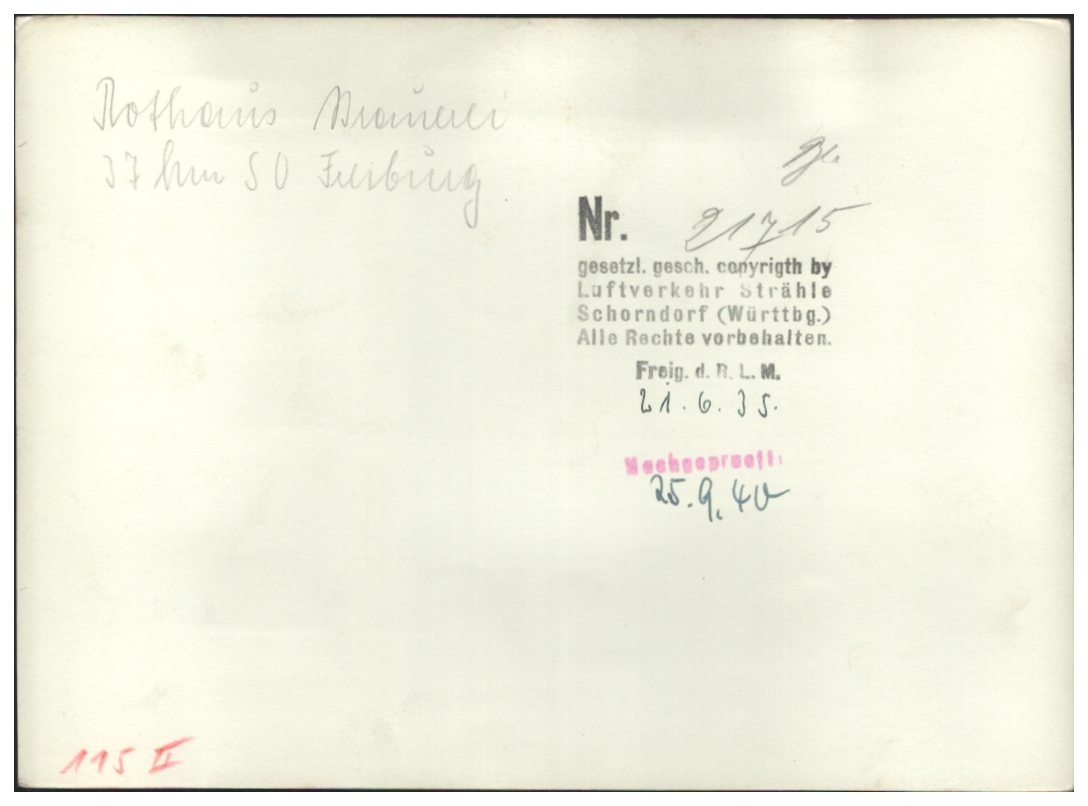 Rothaus Brauerei
37 km SO Freiburg
Nr. 21715
gesetzl. gesch. copyrigth by
Luftverkehr Strähle
Schorndorf (Württbg.)
Alle Rechte vorbehalten.
Freig. d. R. L. M.
21. 6. 35.
Nachgeprueft:
25. 9. 40
115 II